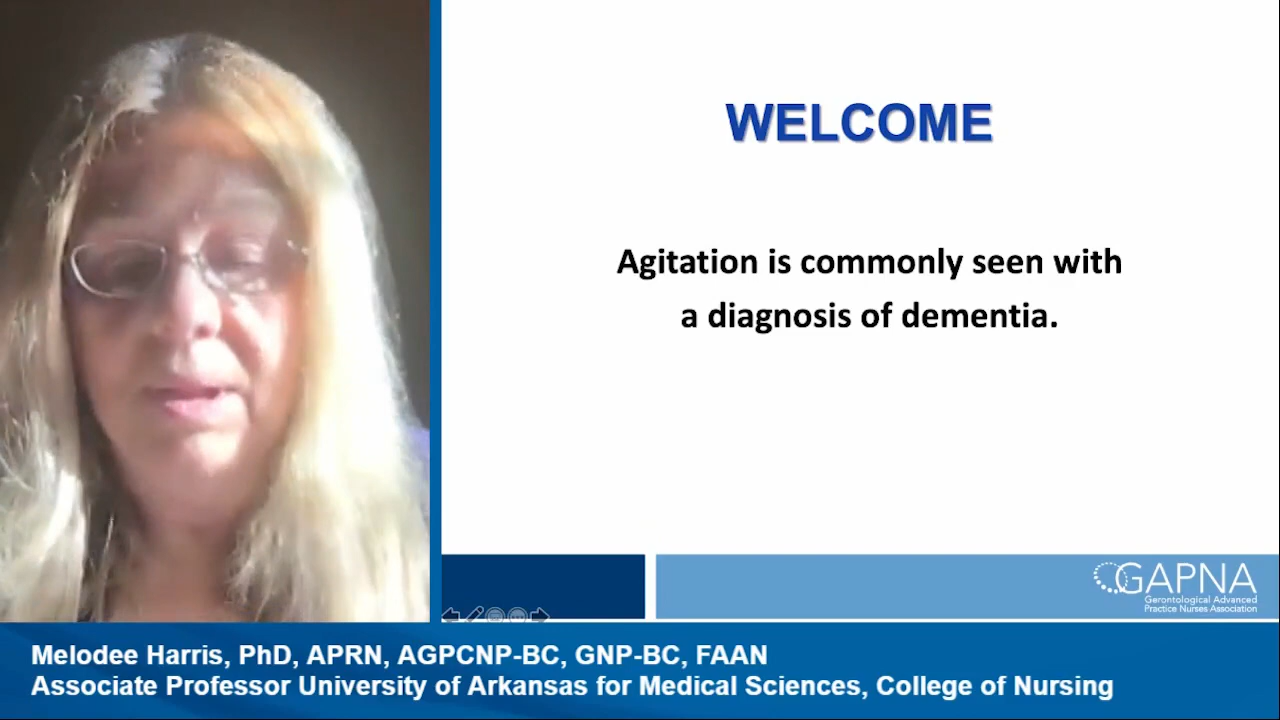 WELCOME
Agitation is commonly seen with
a diagnosis of dementia.
GAPNA
Gerontological Advanced
Practice Nurses Association
Melodee Harris, PhD, APRN, AGPCNP-BC, GNP-BC, FAAN
Associate Professor University of Arkansas for Medical Sciences, College of Nursing